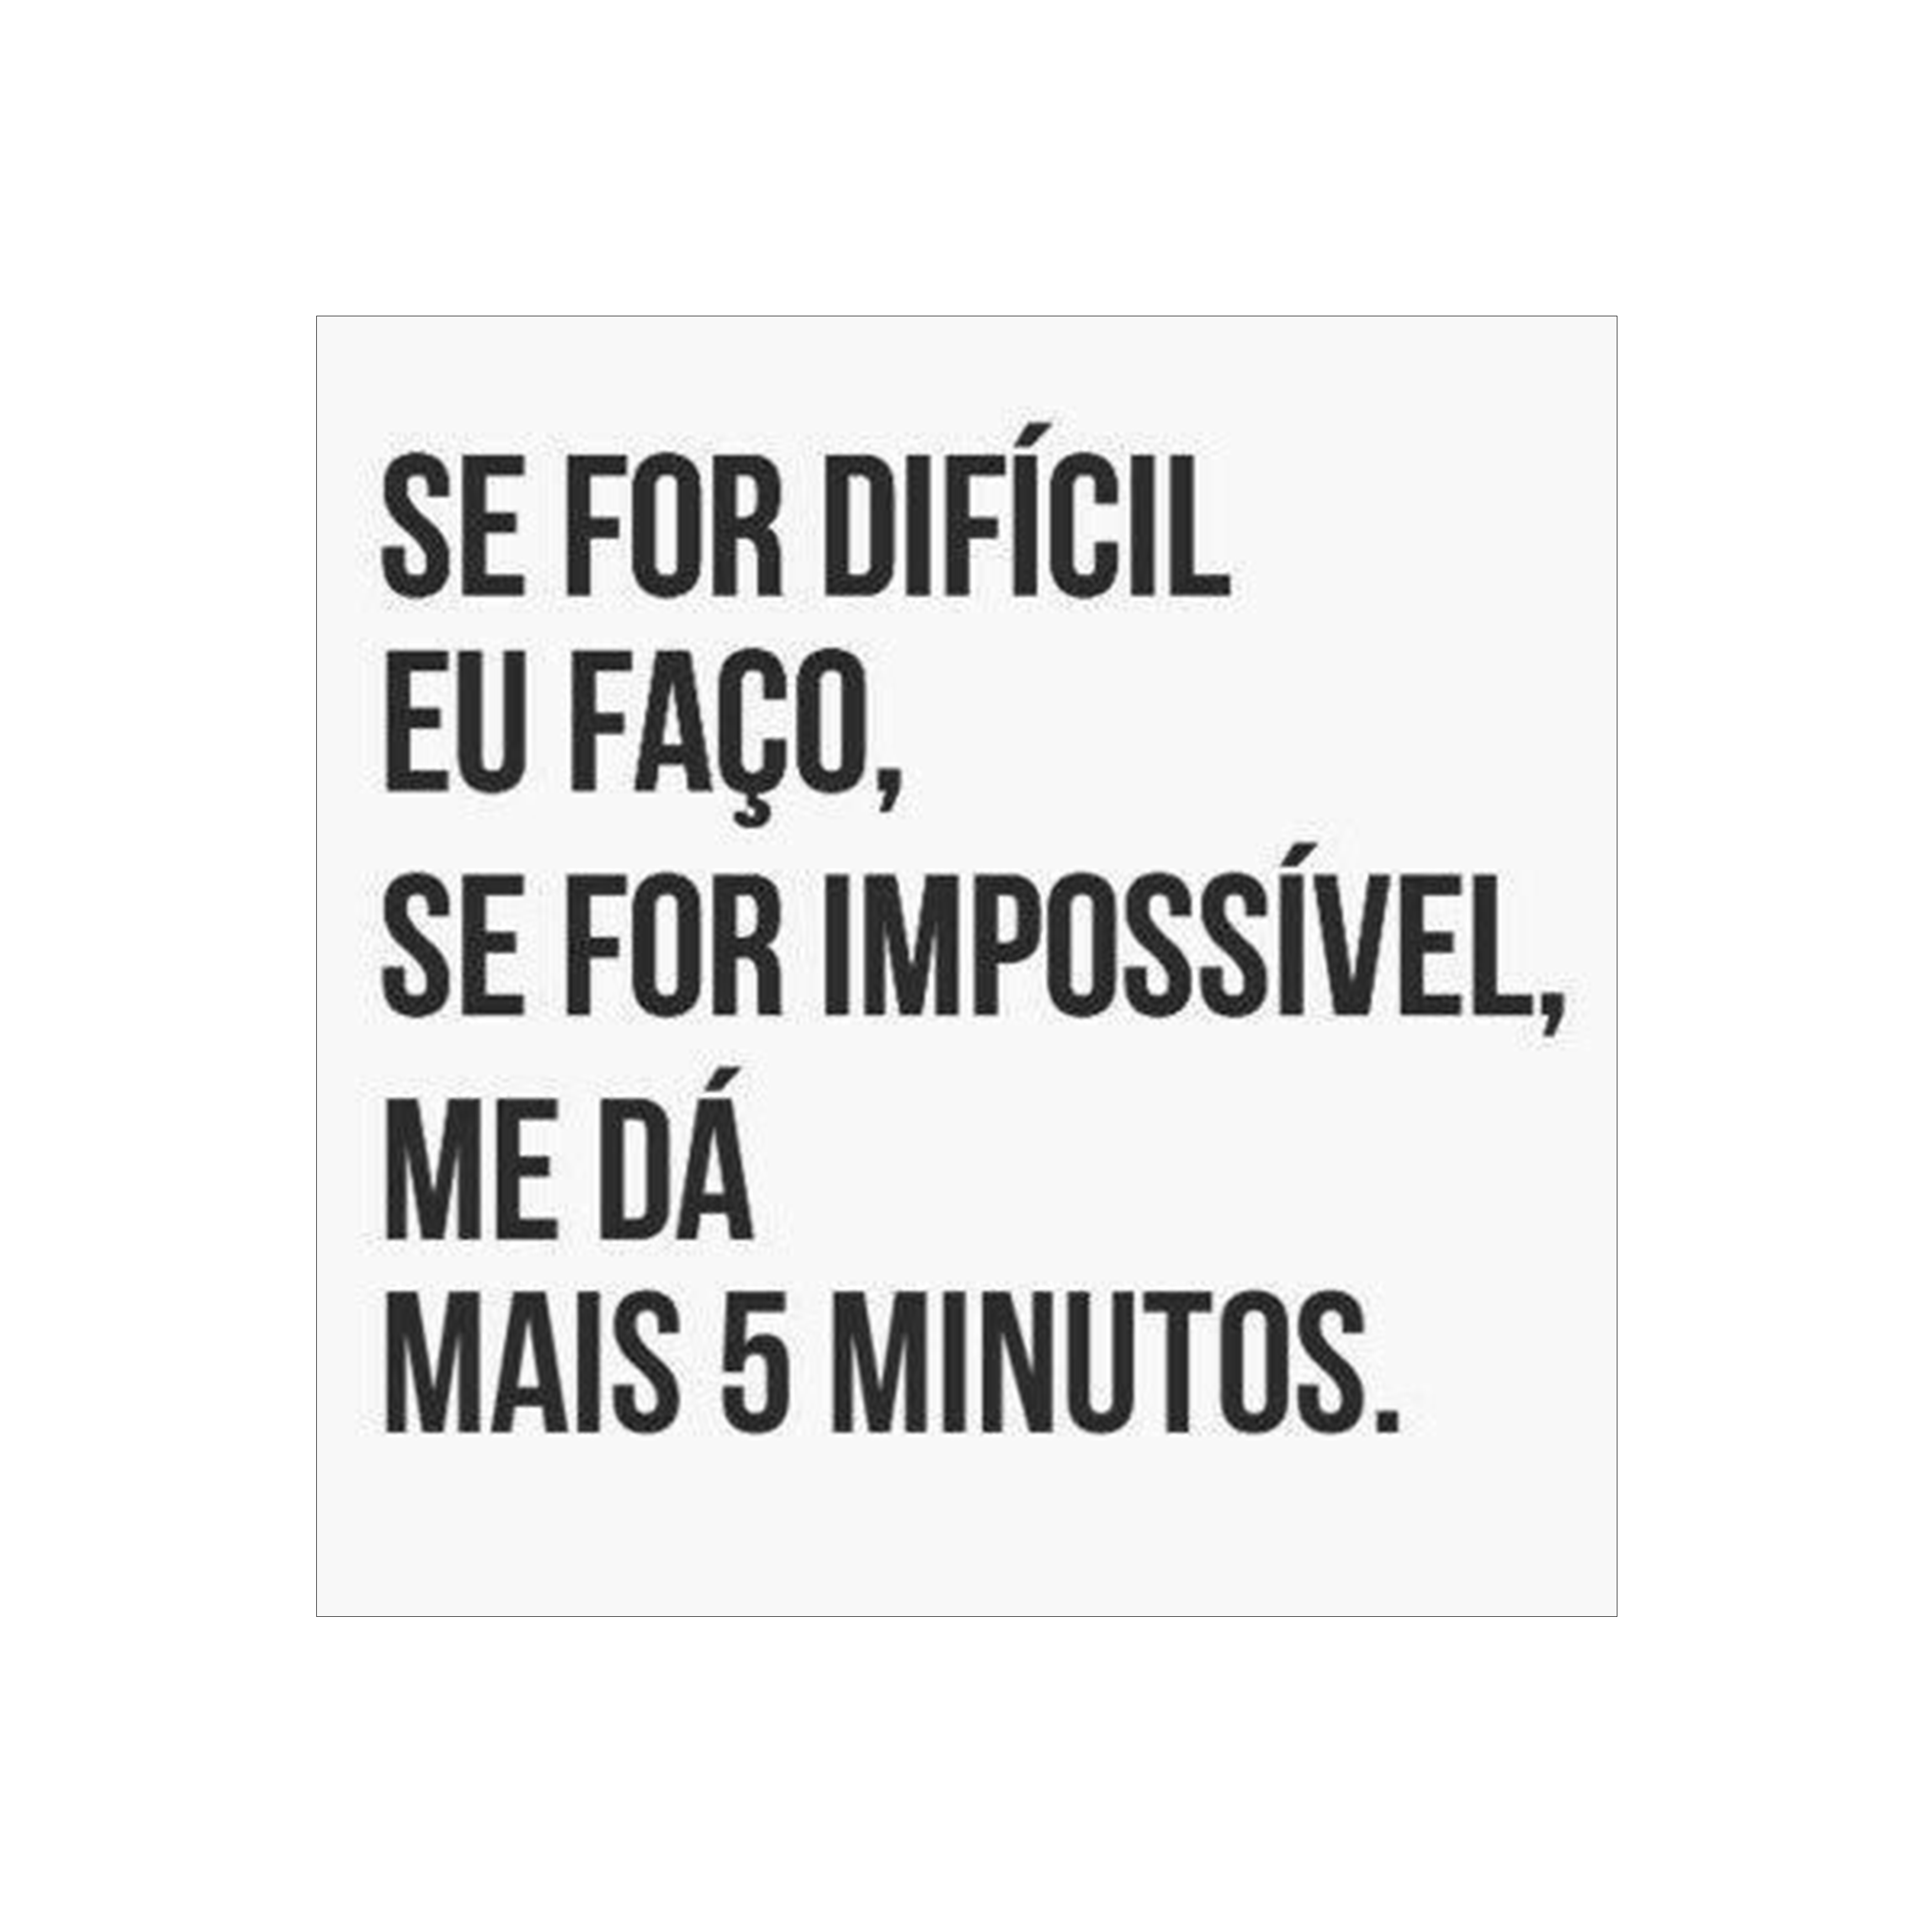 SE FOR DIFÍCIL
EU FAÇO,
SE FOR IMPOSSÍVEL,
ME DÁ
MAIS 5 MINUTOS.